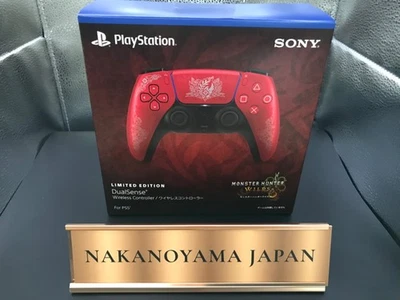 PlayStation.
SONY
LIMITED EDITION
DualSense®
Wireless Controller / ワイヤレスコントローラー
For PS5
MONSTER HUNTER
WILDS
NAKANOYAMA JAPAN